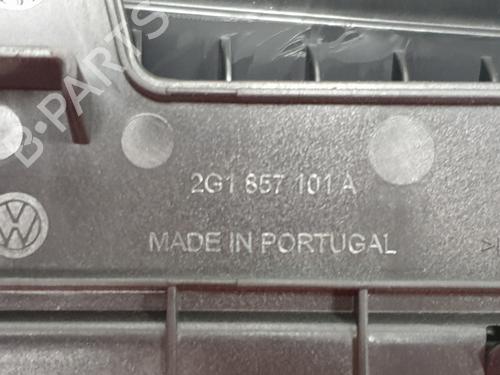 B-PARTS
2G1 857 101 A
MADE IN PORTUGAL